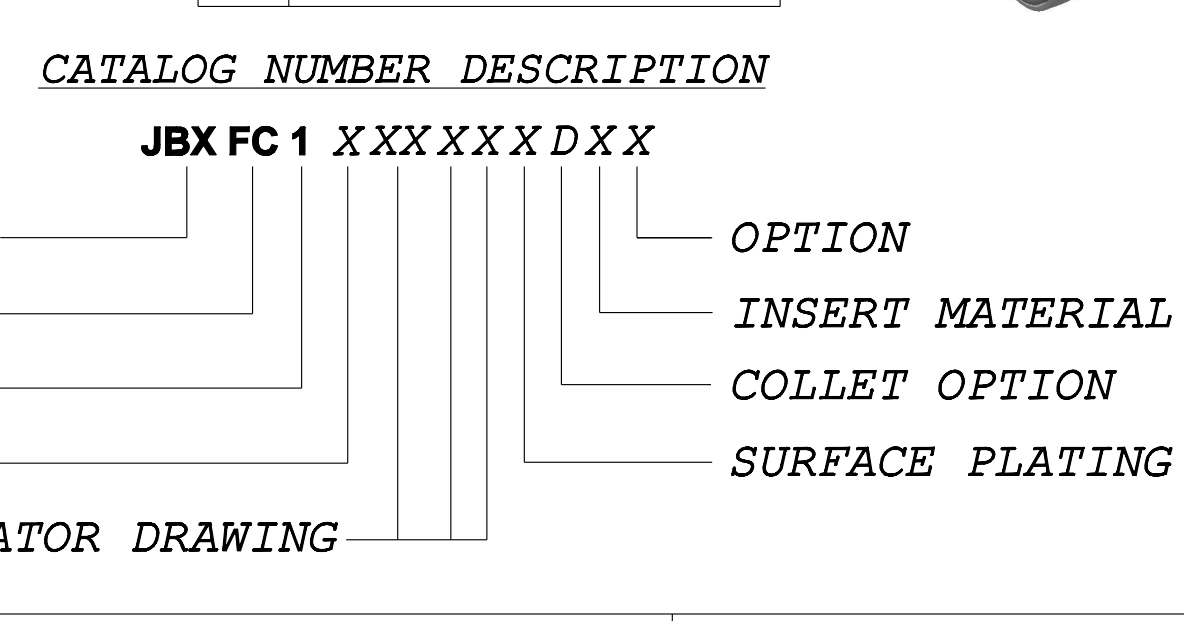 CATALOG NUMBER DESCRIPTION
JBX FC 1 X XX X X X D X X
OPTION
INSERT MATERIAL
COLLET OPTION
SURFACE PLATING
ATOR DRAWING